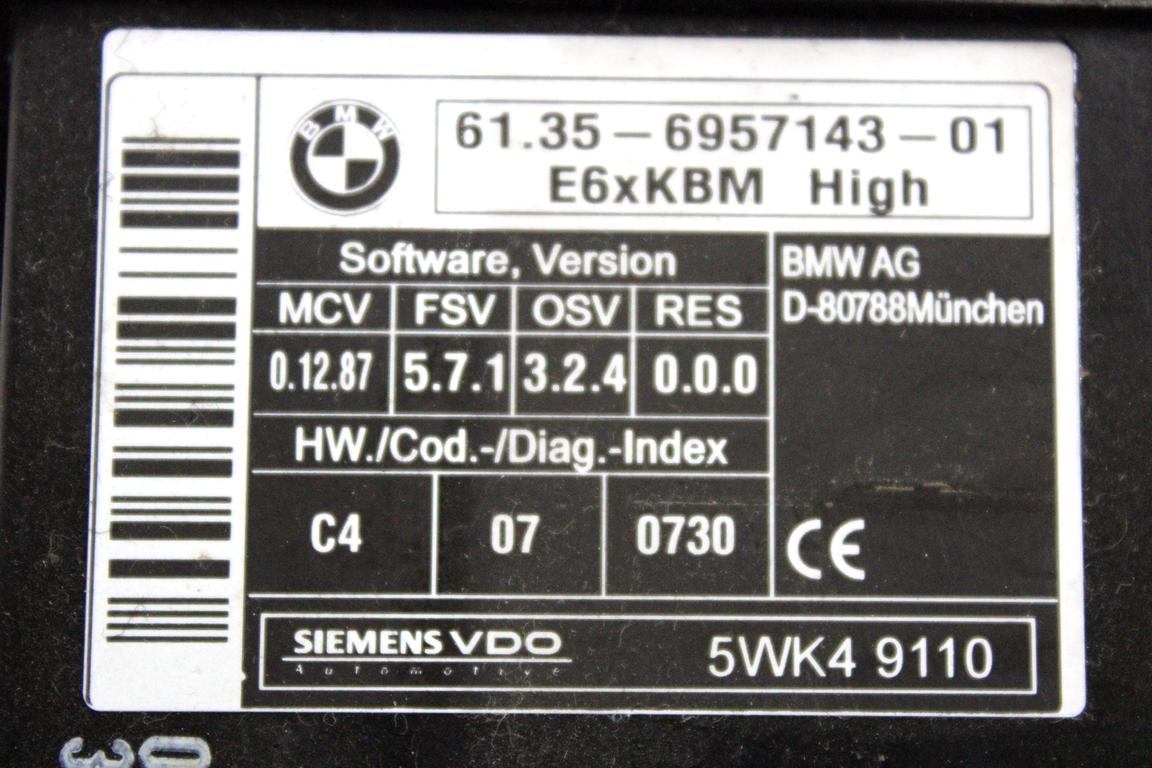 BMW
61.35 – 6957143 – 01
E6xKBM High
Software, Version
MCV FSV OSV RES
0.12.87 5.7.1 3.2.4 0.0.0
HW./Cod.-/Diag.-Index
C4 07 0730
BMW AG
D-80788München
CE
SIEMENS VDO
Automotive
5WK4 9110